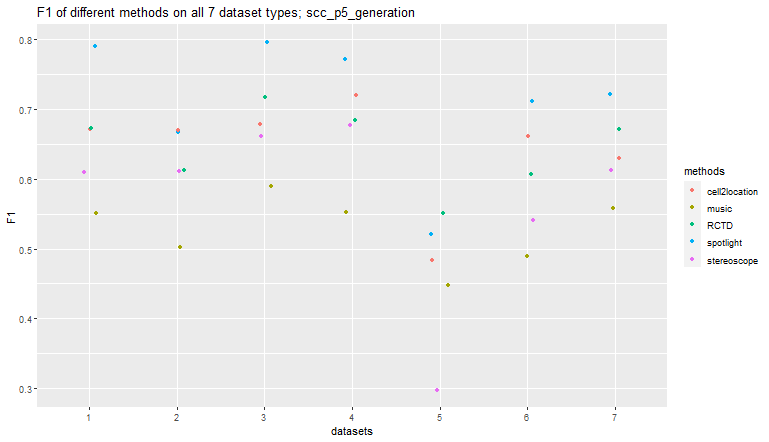 F1 of different methods on all 7 dataset types; scc_p5_generation
0.8
0.7
0.6
0.5
0.4
0.3
F1
1 2 3 4 5 6 7
datasets
methods
cell2location
music
RCTD
spotlight
stereoscope